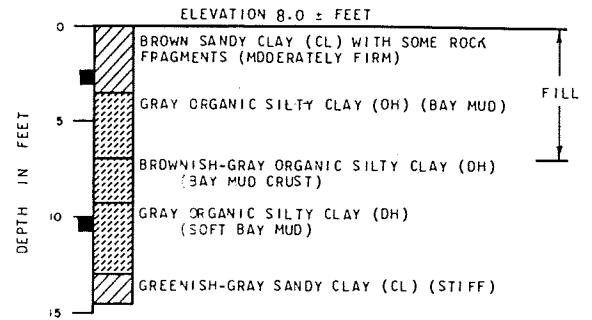 ELEVATION 8.0 ± FEET
0
BROWN SANDY CLAY (CL) WITH SOME ROCK
FRAGMENTS (MODERATELY FIRM)
FILL
GRAY ORGANIC SILTY CLAY (OH) (BAY MUD)
5
DEPTH IN FEET
BROWNISH-GRAY ORGANIC SILTY CLAY (OH)
(BAY MUD CRUST)
10
GRAY ORGANIC SILTY CLAY (OH)
(SOFT BAY MUD)
GREENISH-GRAY SANDY CLAY (CL) (STIFF)
15